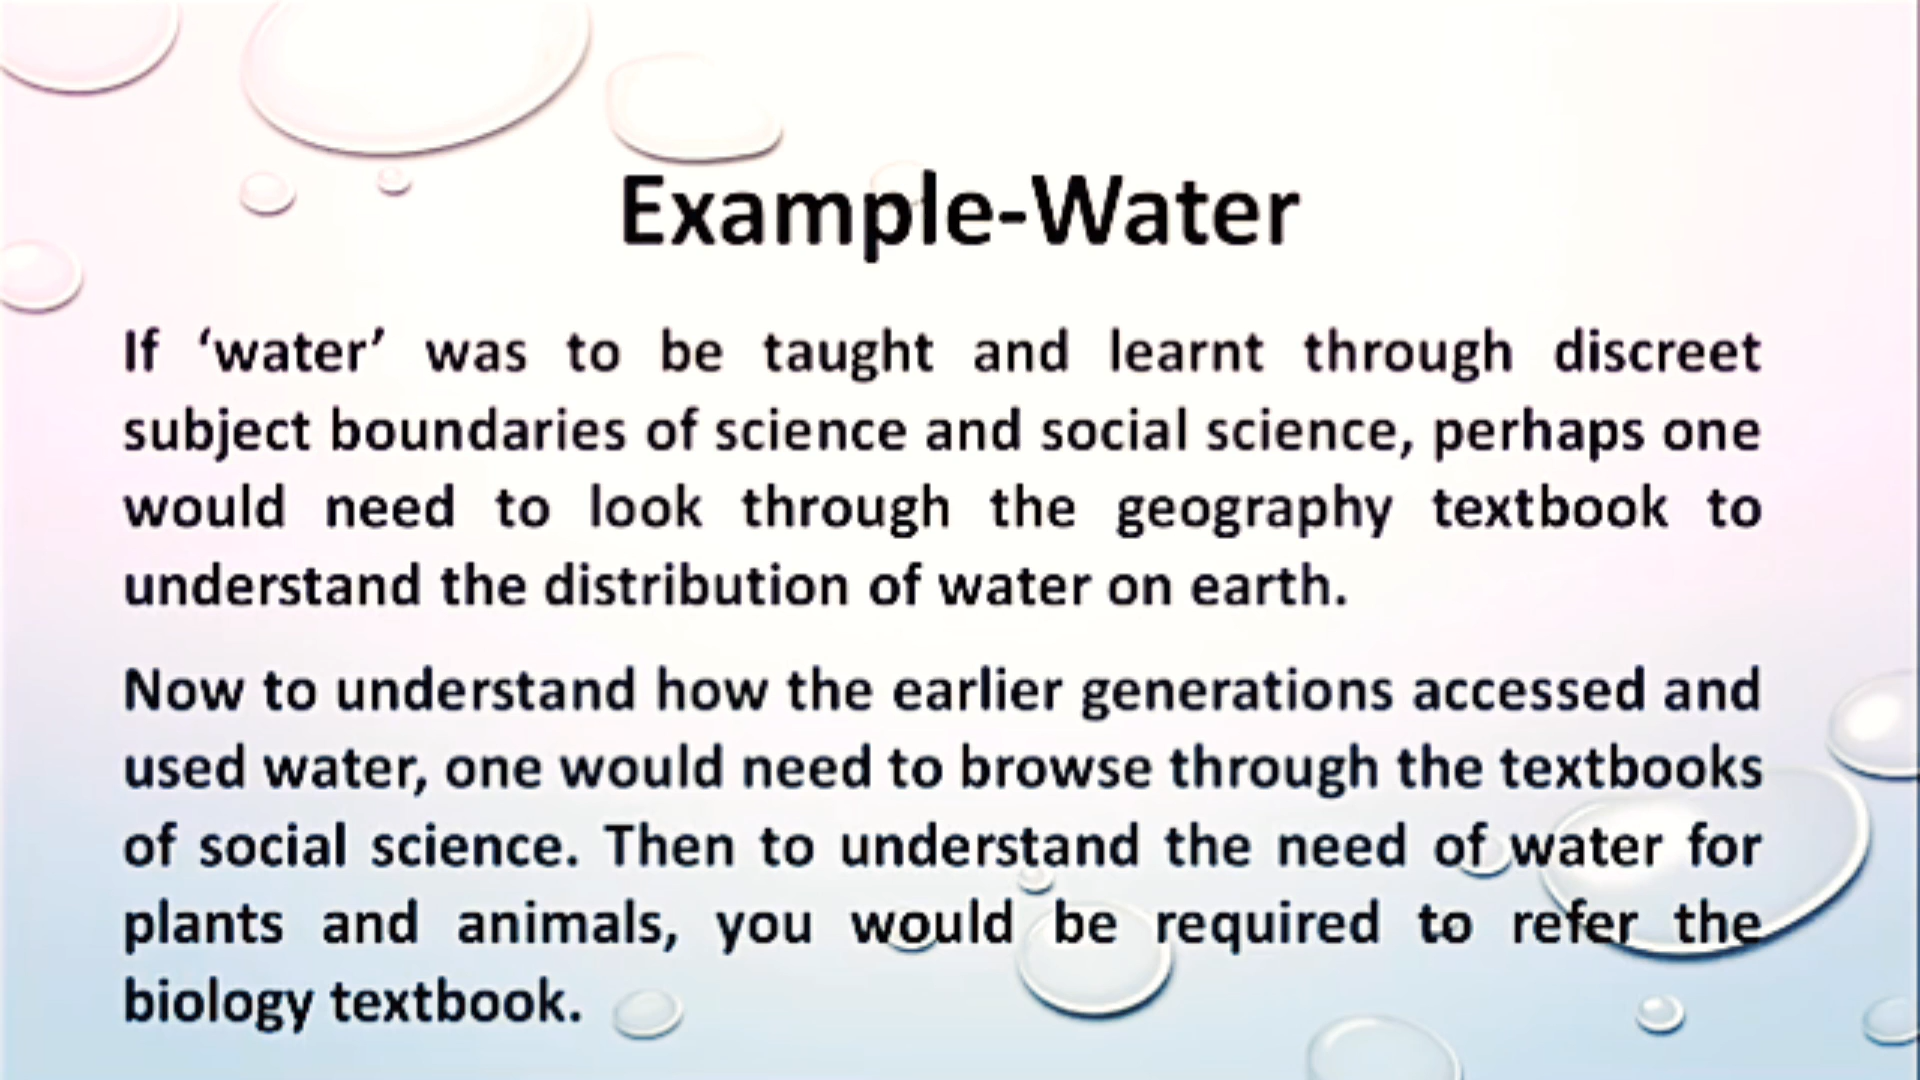 Example-Water
If ‘water’ was to be taught and learnt through discreet
subject boundaries of science and social science, perhaps one
would need to look through the geography textbook to
understand the distribution of water on earth.
Now to understand how the earlier generations accessed and
used water, one would need to browse through the textbooks
of social science. Then to understand the need of water for
plants and animals, you would be required to refer the
biology textbook.